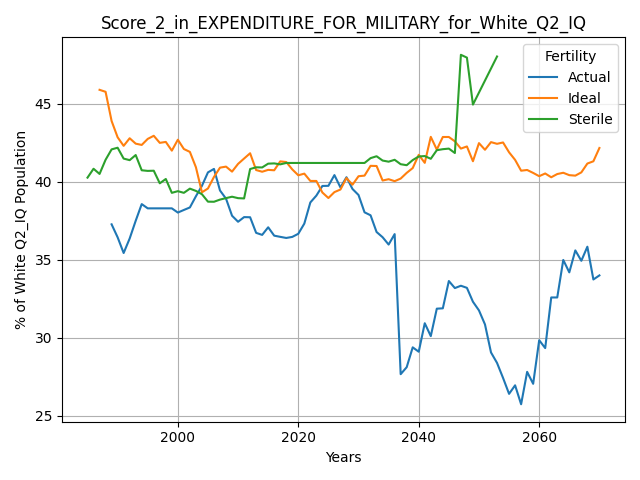 Score_2_in_EXPENDITURE_FOR_MILITARY_for_White_Q2_IQ
Fertility
Actual
Ideal
Sterile
% of White Q2_IQ Population
45
40
35
30
25
2000
2020
2040
2060
Years